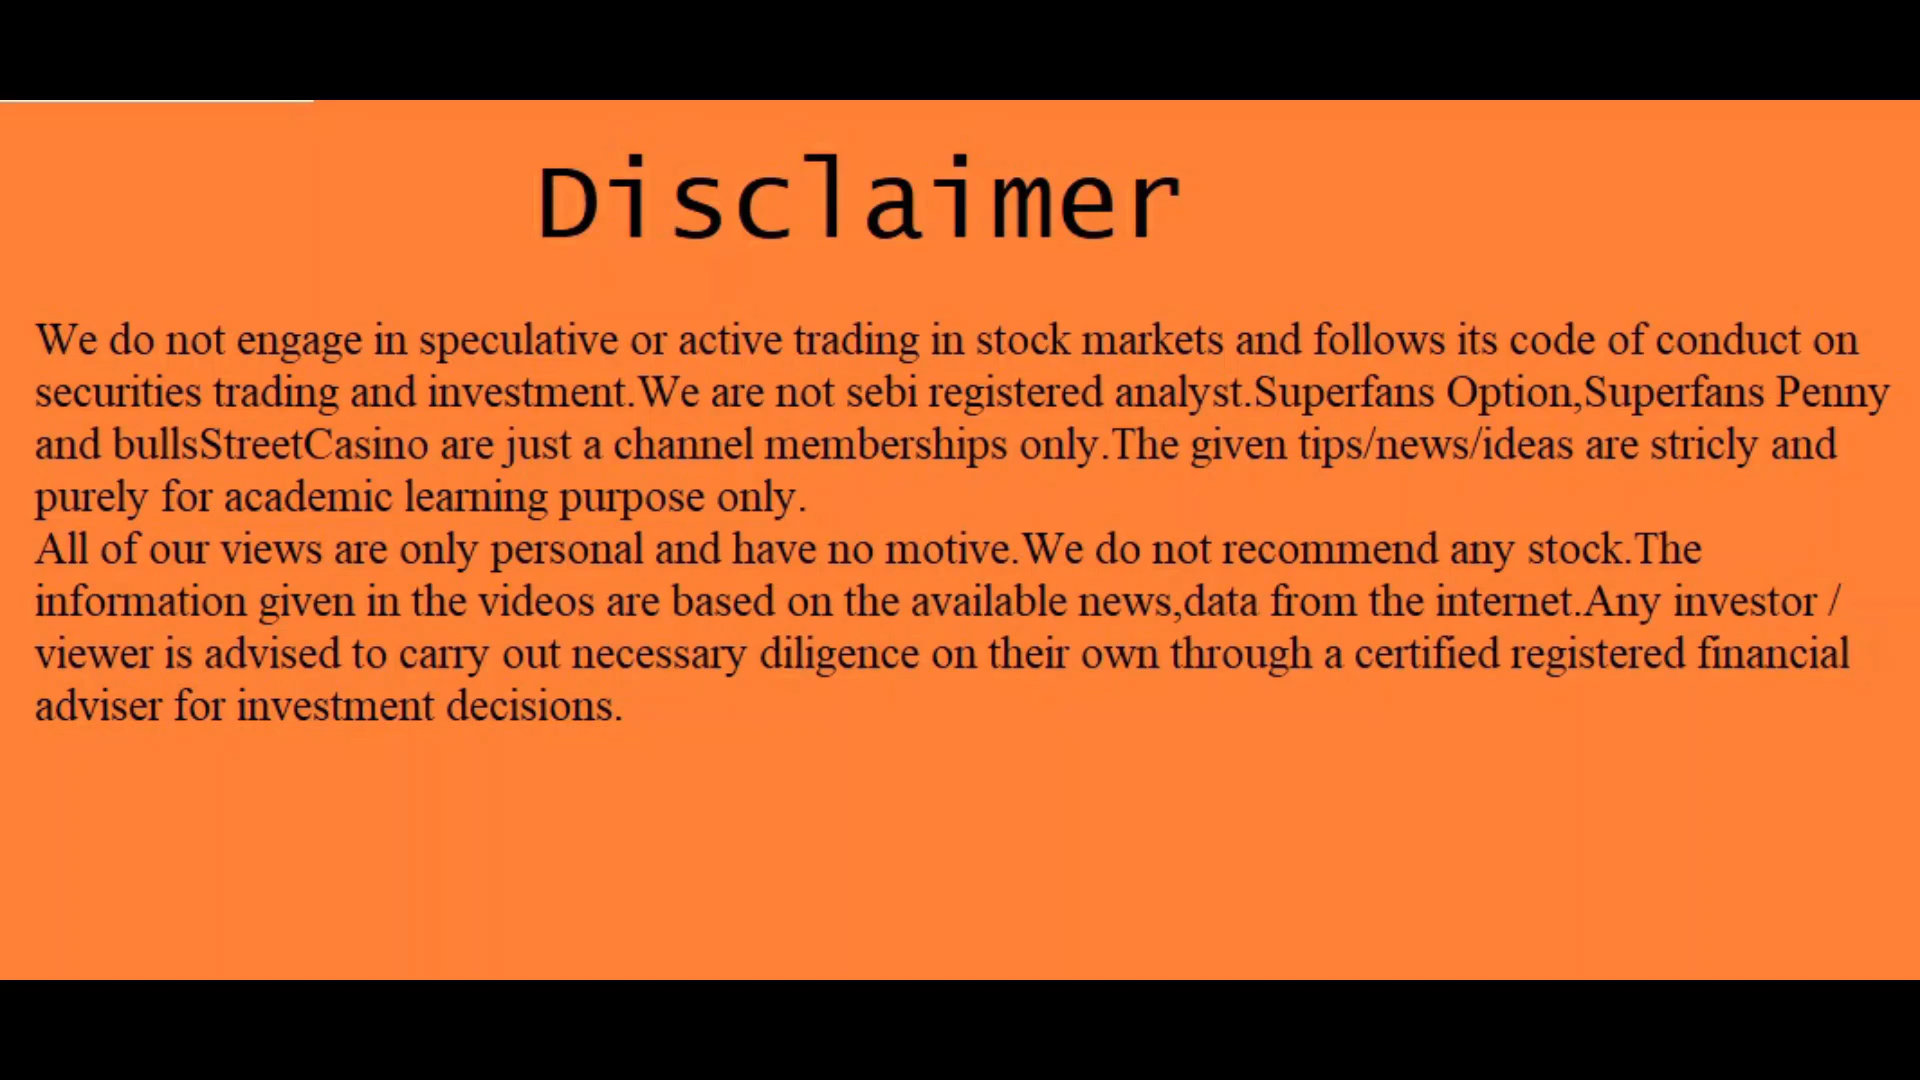 Disclaimer
We do not engage in speculative or active trading in stock markets and follows its code of conduct on
securities trading and investment.We are not sebi registered analyst.Superfans Option,Superfans Penny
and bullsStreetCasino are just a channel memberships only.The given tips/news/ideas are stricly and
purely for academic learning purpose only.
All of our views are only personal and have no motive.We do not recommend any stock.The
information given in the videos are based on the available news,data from the internet.Any investor /
viewer is advised to carry out necessary diligence on their own through a certified registered financial
adviser for investment decisions.